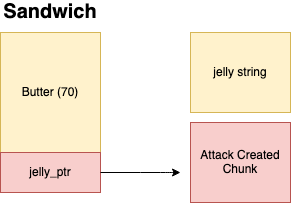 Sandwich
Butter (70)
jelly_ptr
jelly string
Attack Created
Chunk